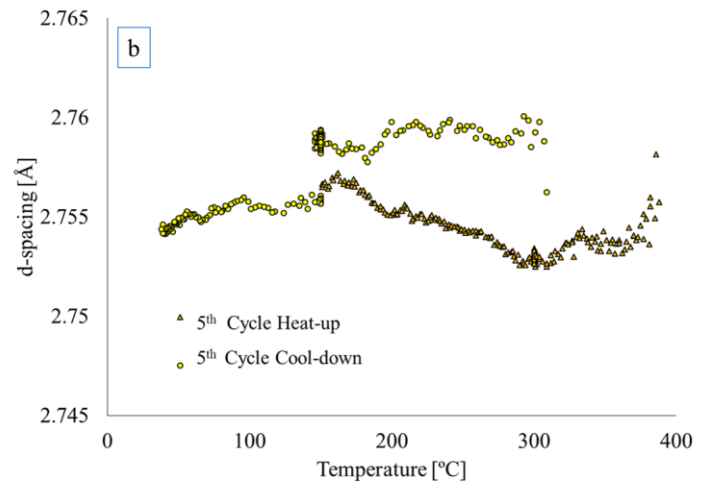 2.765
b
2.76
2.755
2.75
2.745
d-spacing [Å]
5th Cycle Heat-up
5th Cycle Cool-down
0
100
200
300
400
Temperature [ºC]